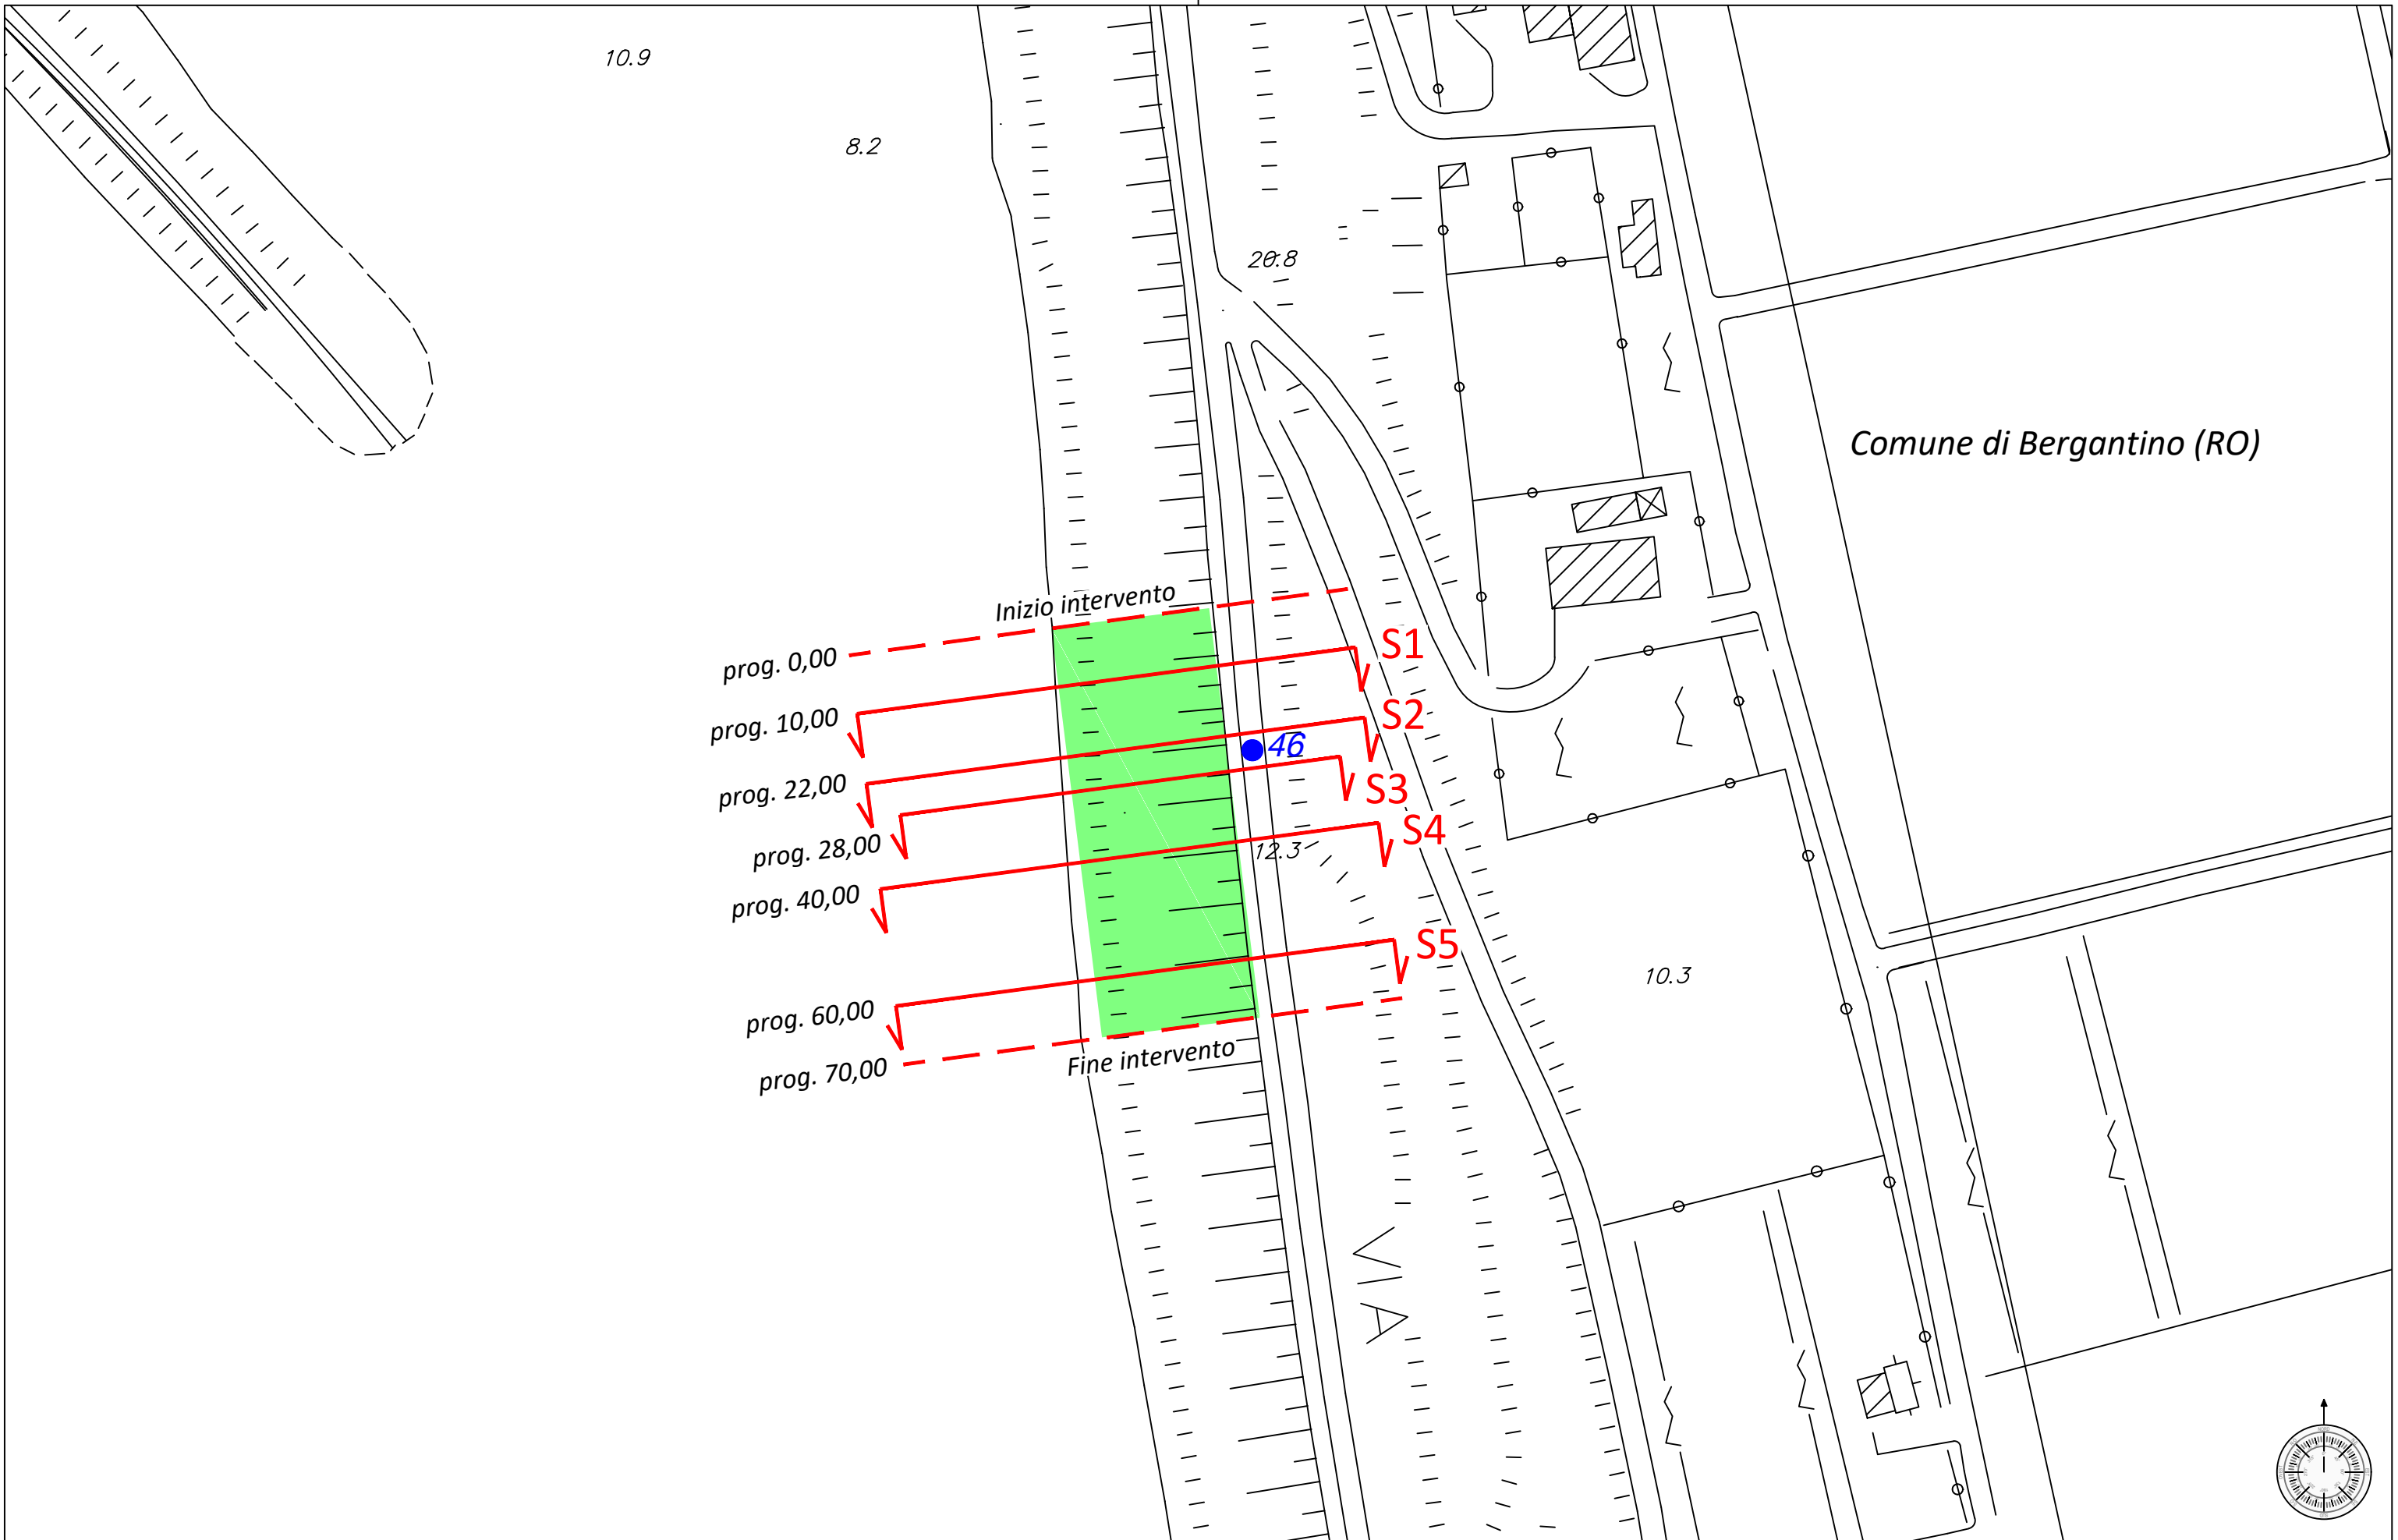 10.9
8.2
20.8
Comune di Bergantino (RO)
Inizio intervento
prog. 0,00
S1
prog. 10,00
S2
46
prog. 22,00
S3
prog. 28,00
S4
12.3
prog. 40,00
S5
10.3
prog. 60,00
Fine intervento
prog. 70,00
VIA